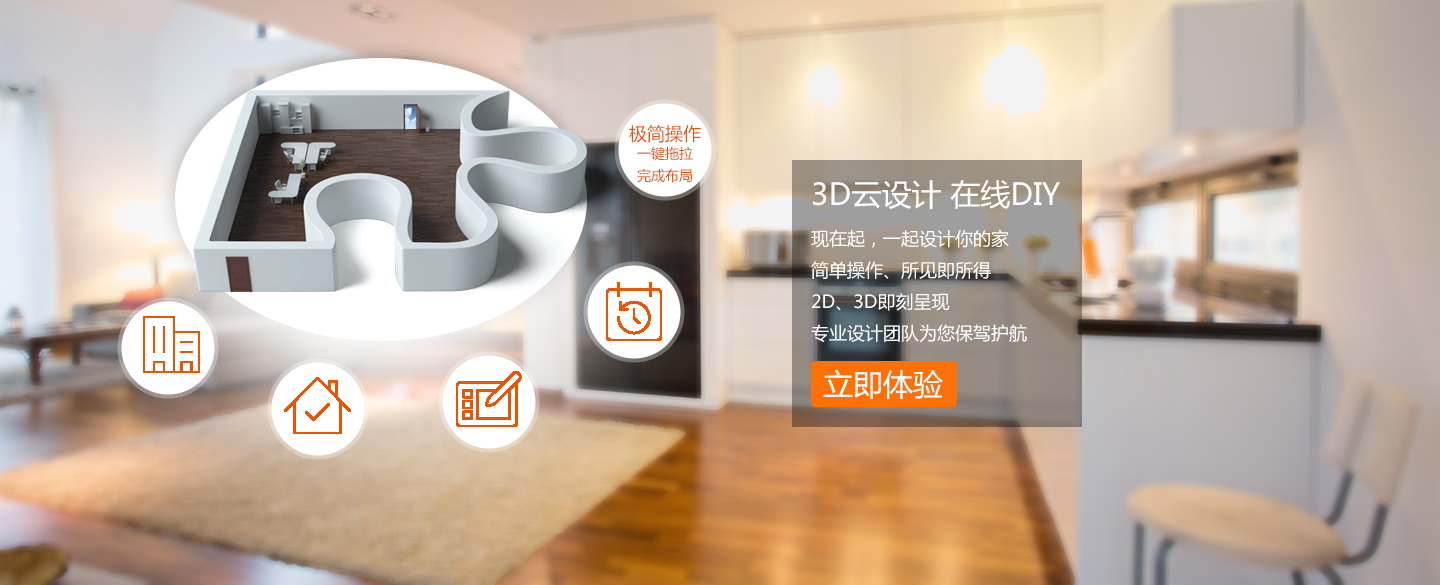 极简操作
一键拖拉
完成布局
3D云设计 在线DIY
现在起，一起设计你的家
简单操作、所见即所得
2D、3D即刻呈现
专业设计团队为您保驾护航
立即体验